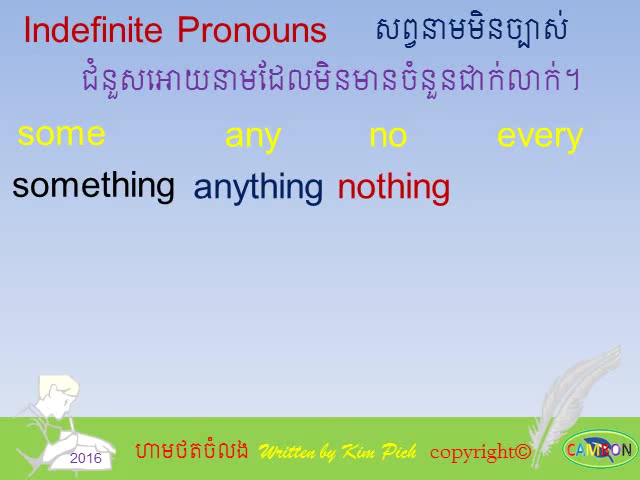 Indefinite Pronouns សព្វនាមមិនច្បាស់
ជំនួសអោយនាមដែលមិនមានចំនួនជាក់លាក់។
some any no every
something anything nothing
2016 ហាមថតចំលង Written by Kim Pich copyright©
CAMBON